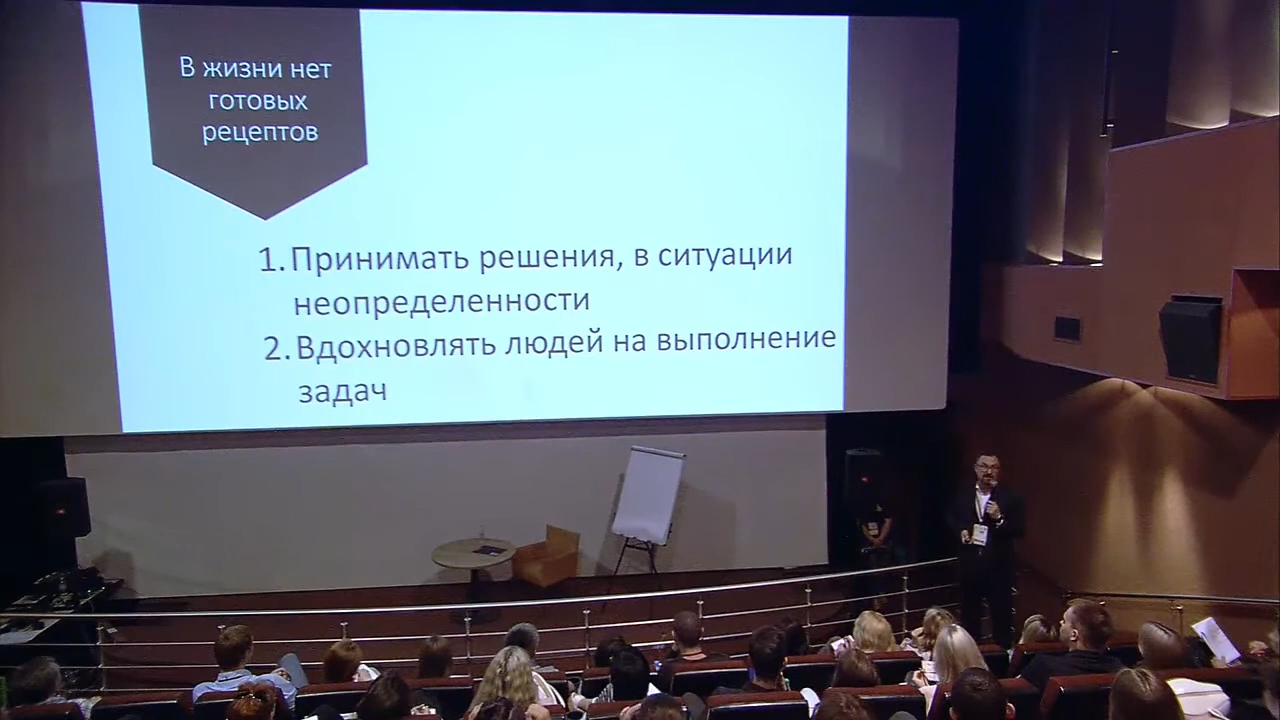 В жизни нет
готовых
рецептов
1. Принимать решения, в ситуации
неопределенности
2. Вдохновлять людей на выполнение
задач